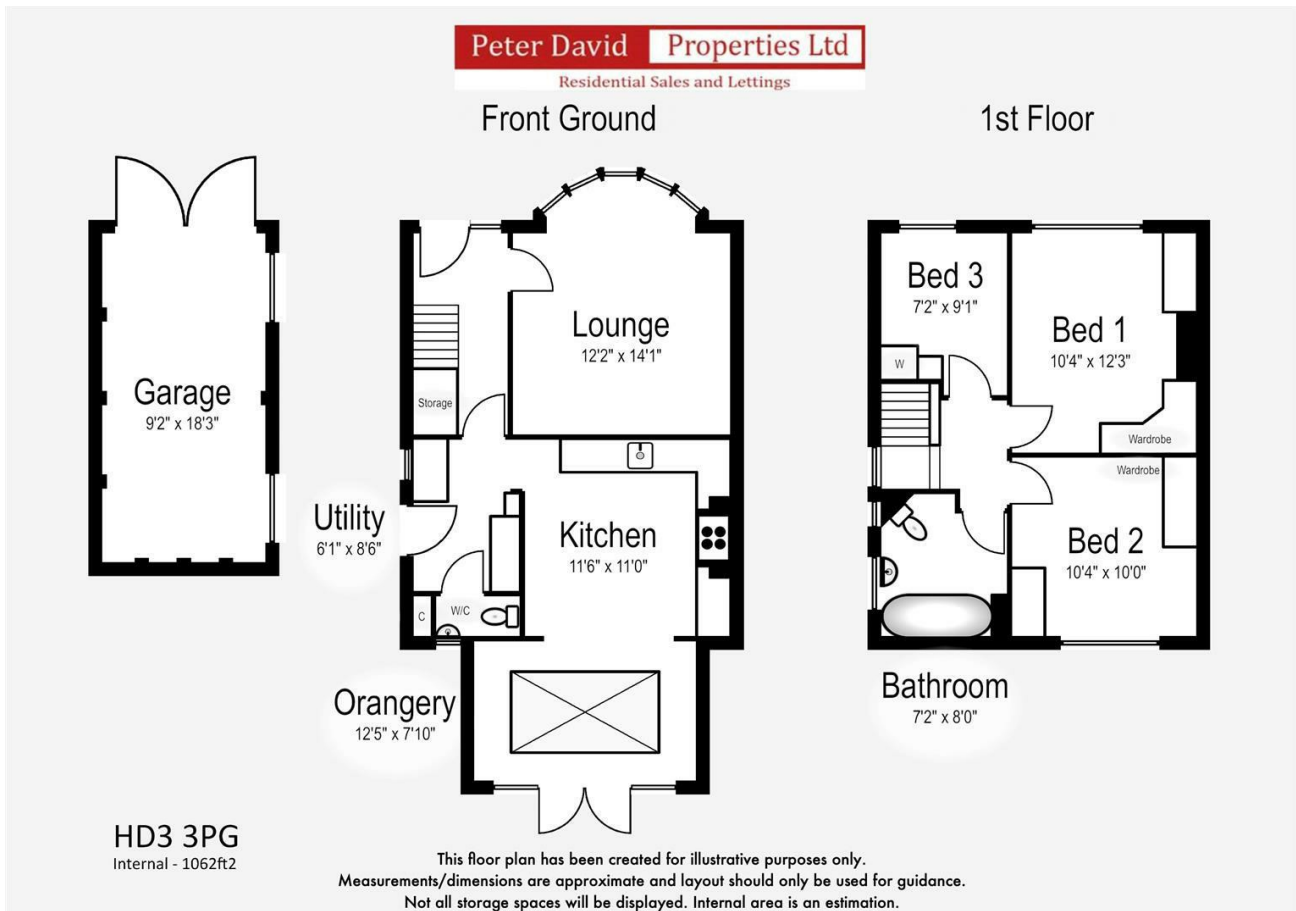 Peter David Properties Ltd
Residential Sales and Lettings
Front Ground
1st Floor
Garage
9'2" x 18'3"
Lounge
12'2" x 14'1"
Storage
Utility
6'1" x 8'6"
Kitchen
11'6" x 11'0"
C
W/C
Orangery
12'5" x 7'10"
Bed 3
7'2" x 9'1"
W
Bed 1
10'4" x 12'3"
Wardrobe
Wardrobe
Bed 2
10'4" x 10'0"
Bathroom
7'2" x 8'0"
HD3 3PG
Internal - 1062ft2
This floor plan has been created for illustrative purposes only.
Measurements/dimensions are approximate and layout should only be used for guidance.
Not all storage spaces will be displayed. Internal area is an estimation.